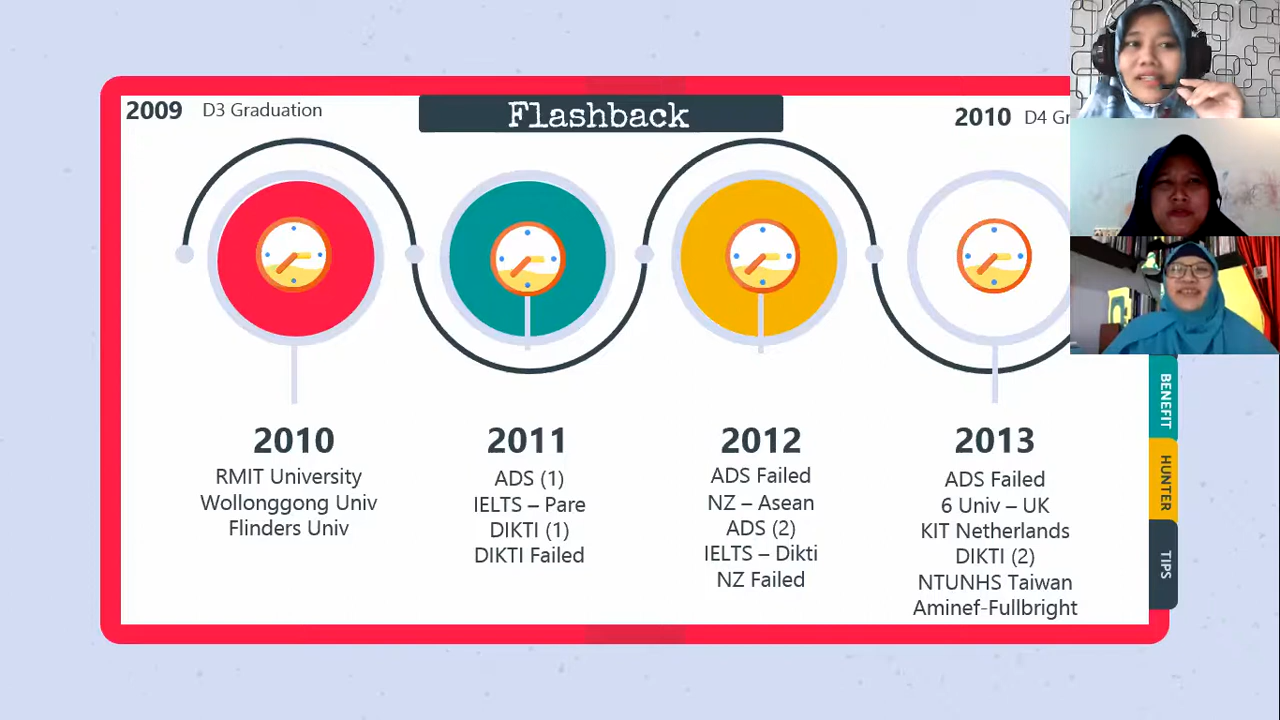 2009 D3 Graduation
Flashback
2010 D4 Gr
2010
RMIT University
Wollonggong Univ
Flinders Univ
2011
ADS (1)
IELTS – Pare
DIKTI (1)
DIKTI Failed
2012
ADS Failed
NZ – Asean
ADS (2)
IELTS – Dikti
NZ Failed
2013
ADS Failed
6 Univ – UK
KIT Netherlands
DIKTI (2)
NTUNHS Taiwan
Aminef-Fullbright
BENEFIT
HUNTER
TIPS